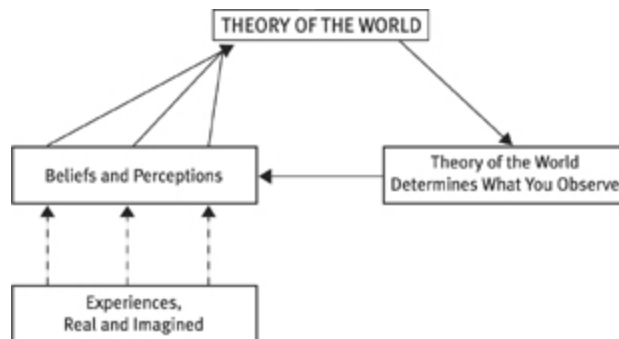 THEORY OF THE WORLD
Beliefs and Perceptions
Theory of the World
Determines What You Observe
Experiences,
Real and Imagined